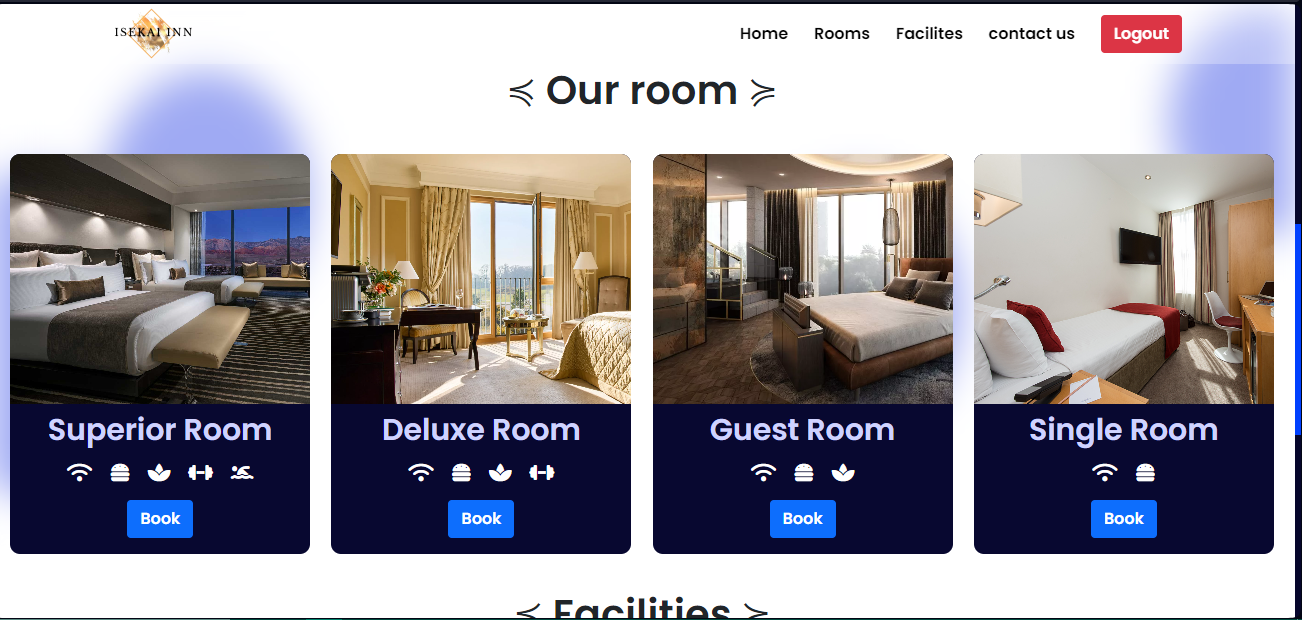 ISEKAI INN
Home Rooms Facilites contact us Logout
≼ Our room ≽
Superior Room
Book
Deluxe Room
Book
Guest Room
Book
Single Room
Book
≼ Facilities ≽